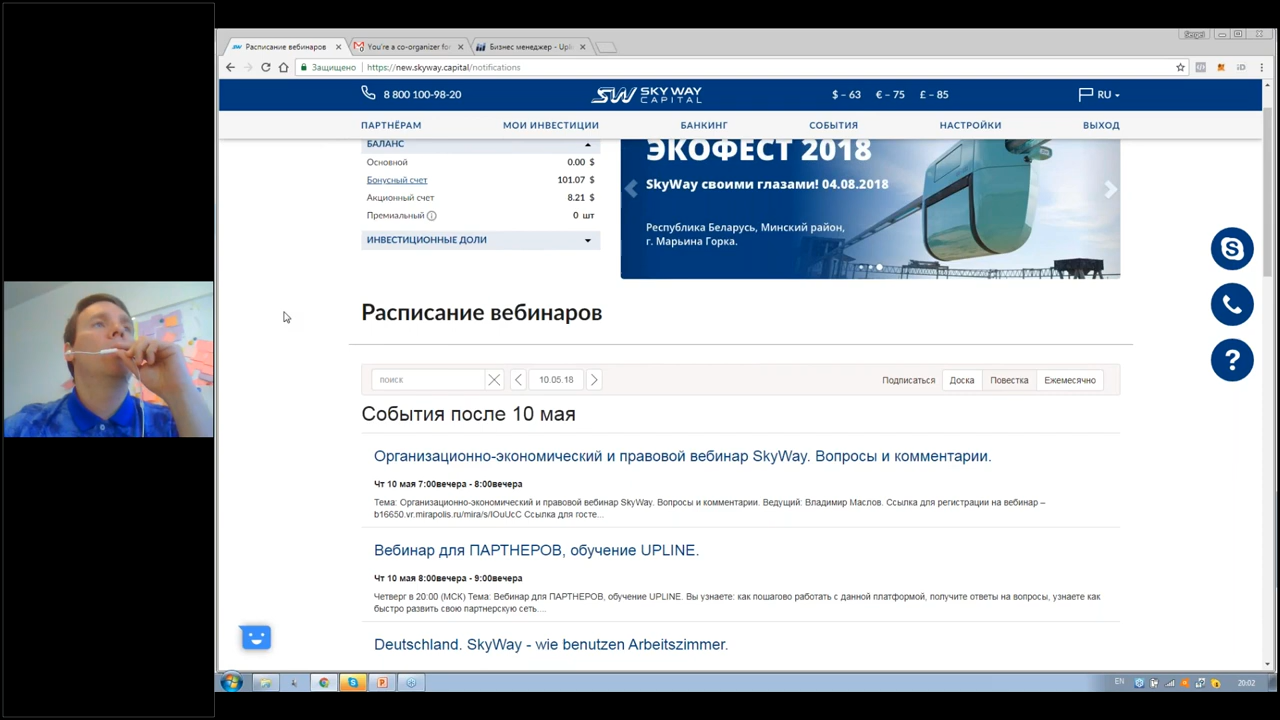 Расписание вебинаров
You're a co-organizer fo
Бизнес менеджер - Upli
Sergei
Защищено
https://new.skyway.capital/notifications
8 800 100-98-20
SW SKY WAY CAPITAL
$ – 63 € – 75 £ – 85
RU
ПАРТНЁРАМ
МОИ ИНВЕСТИЦИИ
БАНКИНГ
СОБЫТИЯ
НАСТРОЙКИ
ВЫХОД
БАЛАНС
Основной 0.00 $
Бонусный счет 101.07 $
Акционный счет 8.21 $
Премиальный 0 шт
ИНВЕСТИЦИОННЫЕ ДОЛИ
ЭКОФЕСТ 2018
SkyWay своими глазами! 04.08.2018
Республика Беларусь, Минский район,
г. Марьина Горка.
Расписание вебинаров
поиск
10.05.18
Подписаться
Доска
Повестка
Ежемесячно
События после 10 мая
Организационно-экономический и правовой вебинар SkyWay. Вопросы и комментарии.
Чт 10 мая 7:00вечера - 8:00вечера
Тема: Организационно-экономический и правовой вебинар SkyWay. Вопросы и комментарии. Ведущий: Владимир Маслов. Ссылка для регистрации на вебинар –
b16650.vr.mirapolis.ru/mira/s/IOuUcC Ссылка для госте...
Вебинар для ПАРТНЕРОВ, обучение UPLINE.
Чт 10 мая 8:00вечера - 9:00вечера
Четверг в 20:00 (МСК) Тема: Вебинар для ПАРТНЕРОВ, обучение UPLINE. Вы узнаете: как пошагово работать с данной платформой, получите ответы на вопросы, узнаете как
быстро развить свою партнерскую сеть....
Deutschland. SkyWay - wie benutzen Arbeitszimmer.
EN
20:02